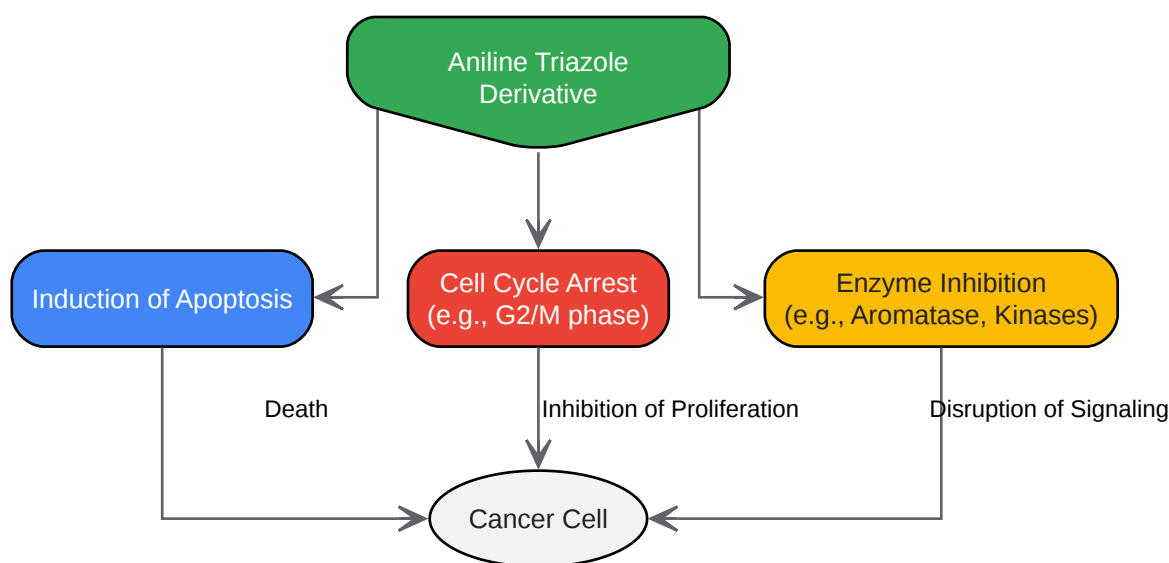 Aniline Triazole
Derivative
Induction of Apoptosis
Cell Cycle Arrest
(e.g., G2/M phase)
Enzyme Inhibition
(e.g., Aromatase, Kinases)
Death
Inhibition of Proliferation
Disruption of Signaling
Cancer Cell